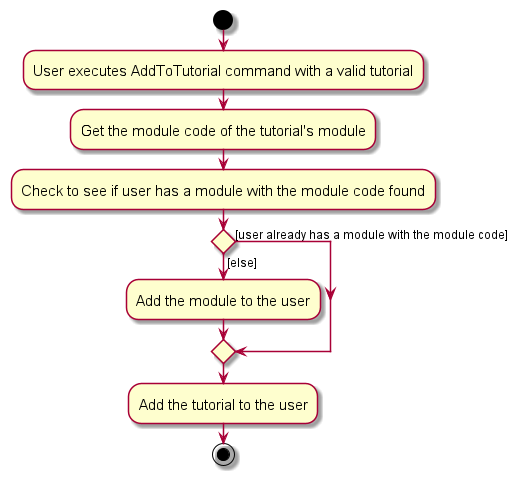 User executes AddToTutorial command with a valid tutorial
Get the module code of the tutorial's module
Check to see if user has a module with the module code found
[user already has a module with the module code]
[else]
Add the module to the user
Add the tutorial to the user